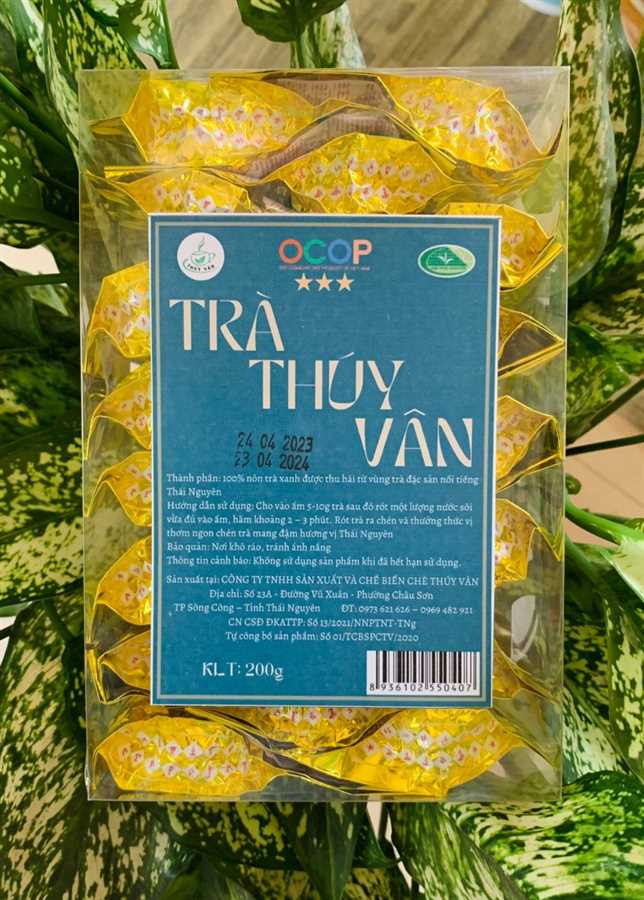 THÚY VÂN
OCOP
★★★
TRÀ
THÚY
VÂN
24 04 2023
23 04 2024
Thành phần: 100% nõn trà xanh được thu hái từ vùng trà đặc sản nổi tiếng
Thái Nguyên
Hướng dẫn sử dụng: Cho vào ấm 5-10g trà sau đó rót một lượng nước sôi
vừa đủ vào ấm, hãm khoảng 2 – 3 phút. Rót trà ra chén và thưởng thức vị
thơm ngon chén trà mang đậm hương vị Thái Nguyên
Bảo quản: Nơi khô ráo, tránh ánh nắng
Thông tin cảnh báo: Không sử dụng sản phẩm khi đã hết hạn sử dụng.
Sản xuất tại: CÔNG TY TNHH SẢN XUẤT VÀ CHẾ BIẾN CHÈ THÚY VÂN
Địa chỉ: Số 23A - Đường Vũ Xuân - Phường Châu Sơn
TP Sông Công – Tỉnh Thái Nguyên ĐT: 0973 621 626 – 0969 482 921
CN CSĐ ĐKATTP: Số 13/2021/NNPTNT-TNg
Tự công bố sản phẩm: Số 01/TCBSPCTV/2020
KLT: 200g
8 936102 550407